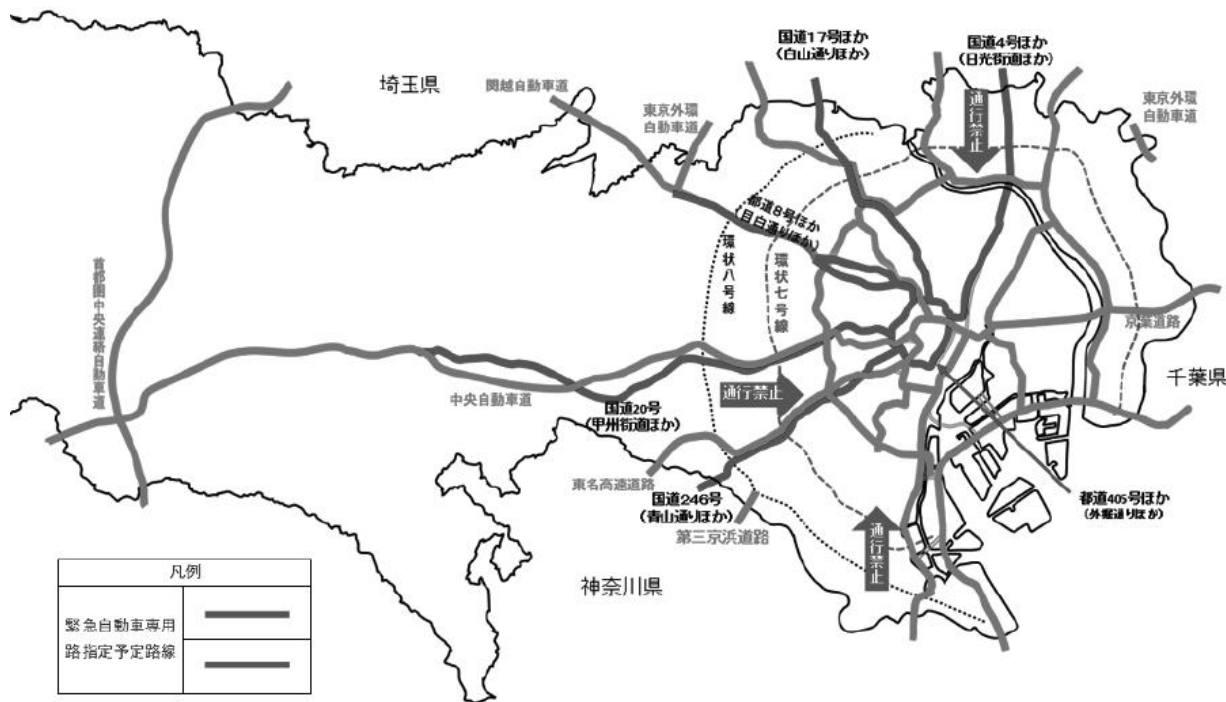 国道17号ほか
(白山通りほか)
国道4号ほか
(日光街道ほか)
埼玉県
関越自動車道
東京外環
自動車道
通行禁止
東京外環
自動車道
都道8号ほか
(目白通りほか)
環状八号線
環状七号線
首都圏中央連絡自動車道
京葉道路
千葉県
通行禁止
中央自動車道
国道20号
(甲州街道ほか)
東名高速道路
国道246号
(青山通りほか)
第三京浜道路
都道405号ほか
(外堀通りほか)
通行禁止
神奈川県
凡例
緊急自動車専用
路指定予定路線